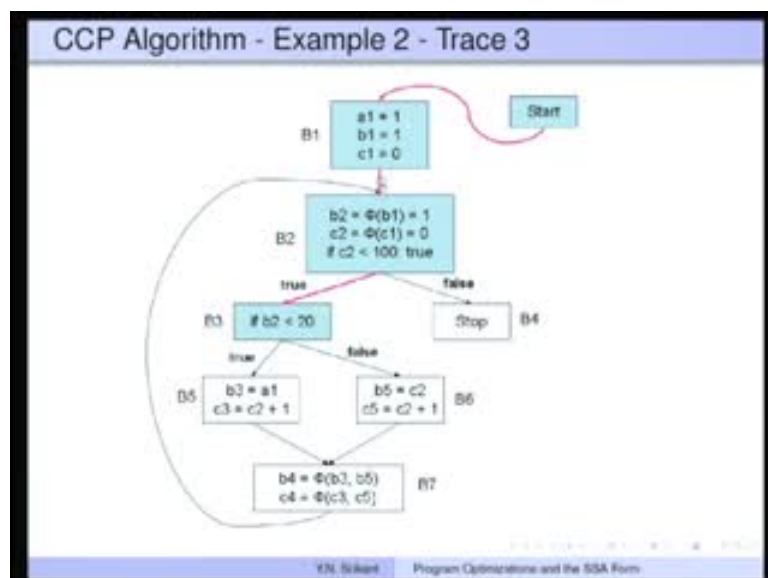 CCP Algorithm - Example 2 - Trace 3
Start
B1
a1 = 1
b1 = 1
c1 = 0
B2
b2 = Φ(b1) = 1
c2 = Φ(c1) = 0
if c2 < 100: true
true
false
B3
if b2 < 20
Stop
B4
true
false
B5
b3 = a1
c3 = c2 + 1
b5 = c2
c5 = c2 + 1
B6
b4 = Φ(b3, b5)
c4 = Φ(c3, c5)
B7
Y.N. Srikant
Program Optimizations and the SSA Form